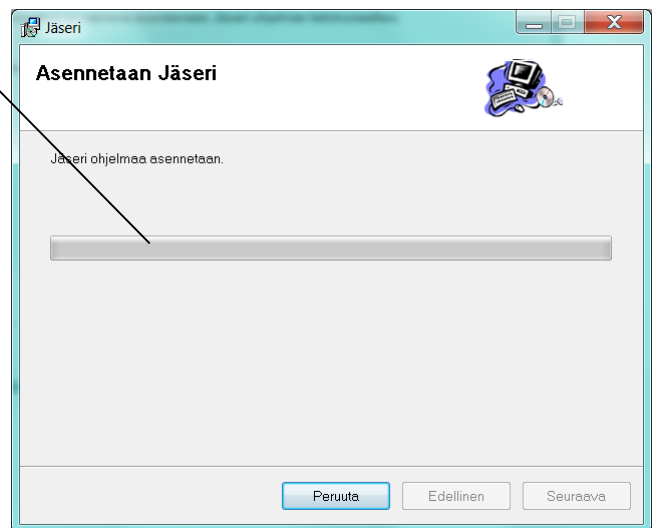 Jäseri
Asennetaan Jäseri
Jäseri ohjelmaa asennetaan.
Peruuta
Edellinen
Seuraava